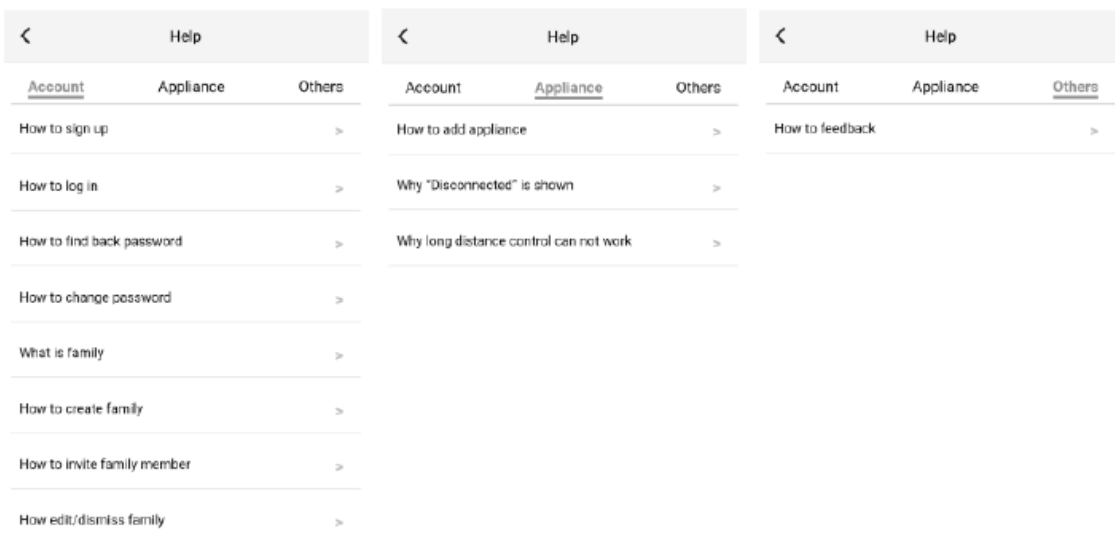 Help
Account Appliance Others
How to sign up >
How to log in >
How to find back password >
How to change password >
What is family >
How to create family >
How to invite family member >
How edit/dismiss family >
Help
Account Appliance Others
How to add appliance >
Why "Disconnected" is shown >
Why long distance control can not work >
Help
Account Appliance Others
How to feedback >